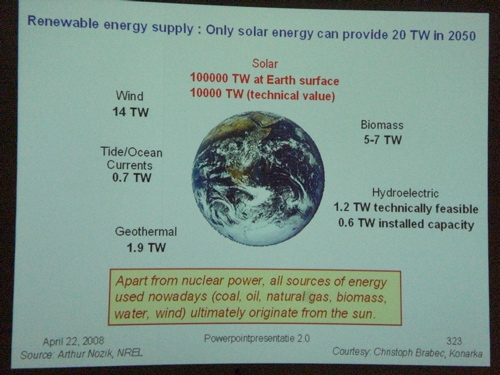 Renewable energy supply : Only solar energy can provide 20 TW in 2050
Solar
100000 TW at Earth surface
10000 TW (technical value)
Wind
14 TW
Biomass
5-7 TW
Tide/Ocean
Currents
0.7 TW
Hydroelectric
1.2 TW technically feasible
0.6 TW installed capacity
Geothermal
1.9 TW
Apart from nuclear power, all sources of energy
used nowadays (coal, oil, natural gas, biomass,
water, wind) ultimately originate from the sun.
April 22, 2008
Powerpointpresentatie 2.0
323
Source: Arthur Nozik, NREL
Courtesy: Christoph Brabec, Konarka